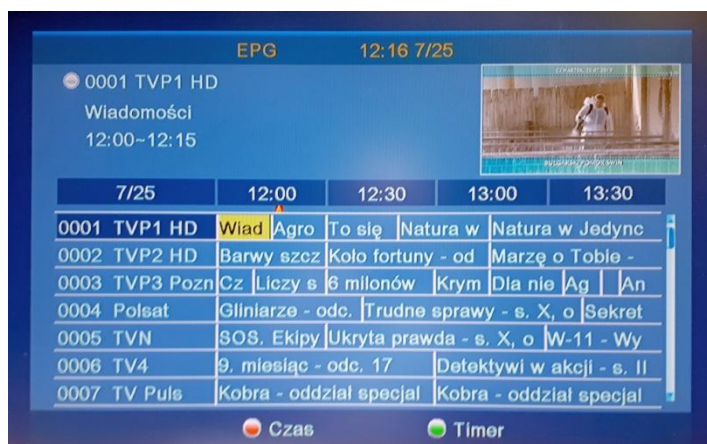 EPG 12:16 7/25
0001 TVP1 HD
Wiadomości
12:00~12:15
7/25 12:00 12:30 13:00 13:30
0001 TVP1 HD Wiad Agro To się Natura w Natura w Jedync
0002 TVP2 HD Barwy szcz Koło fortuny - od Marzę o Tobie -
0003 TVP3 Pozn Cz Liczy s 6 milonów Krym Dla nie Ag An
0004 Polsat Gliniarze - odc. Trudne sprawy - s. X, o Sekret
0005 TVN SOS. Ekipy Ukryta prawda - s. X, o W-11 - Wy
0006 TV4 9. miesiąc - odc. 17 Detektywi w akcji - s. II
0007 TV Puls Kobra - oddział specjal Kobra - oddział specjal
Czas Timer